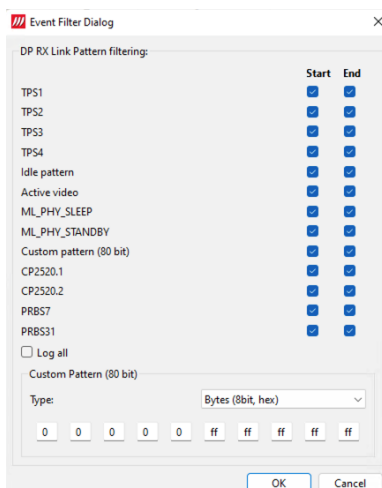 Event Filter Dialog
DP RX Link Pattern filtering:
Start End
TPS1
TPS2
TPS3
TPS4
Idle pattern
Active video
ML_PHY_SLEEP
ML_PHY_STANDBY
Custom pattern (80 bit)
CP2520.1
CP2520.2
PRBS7
PRBS31
Log all
Custom Pattern (80 bit)
Type: Bytes (8bit, hex)
0 0 0 0 0 ff ff ff ff ff
OK Cancel